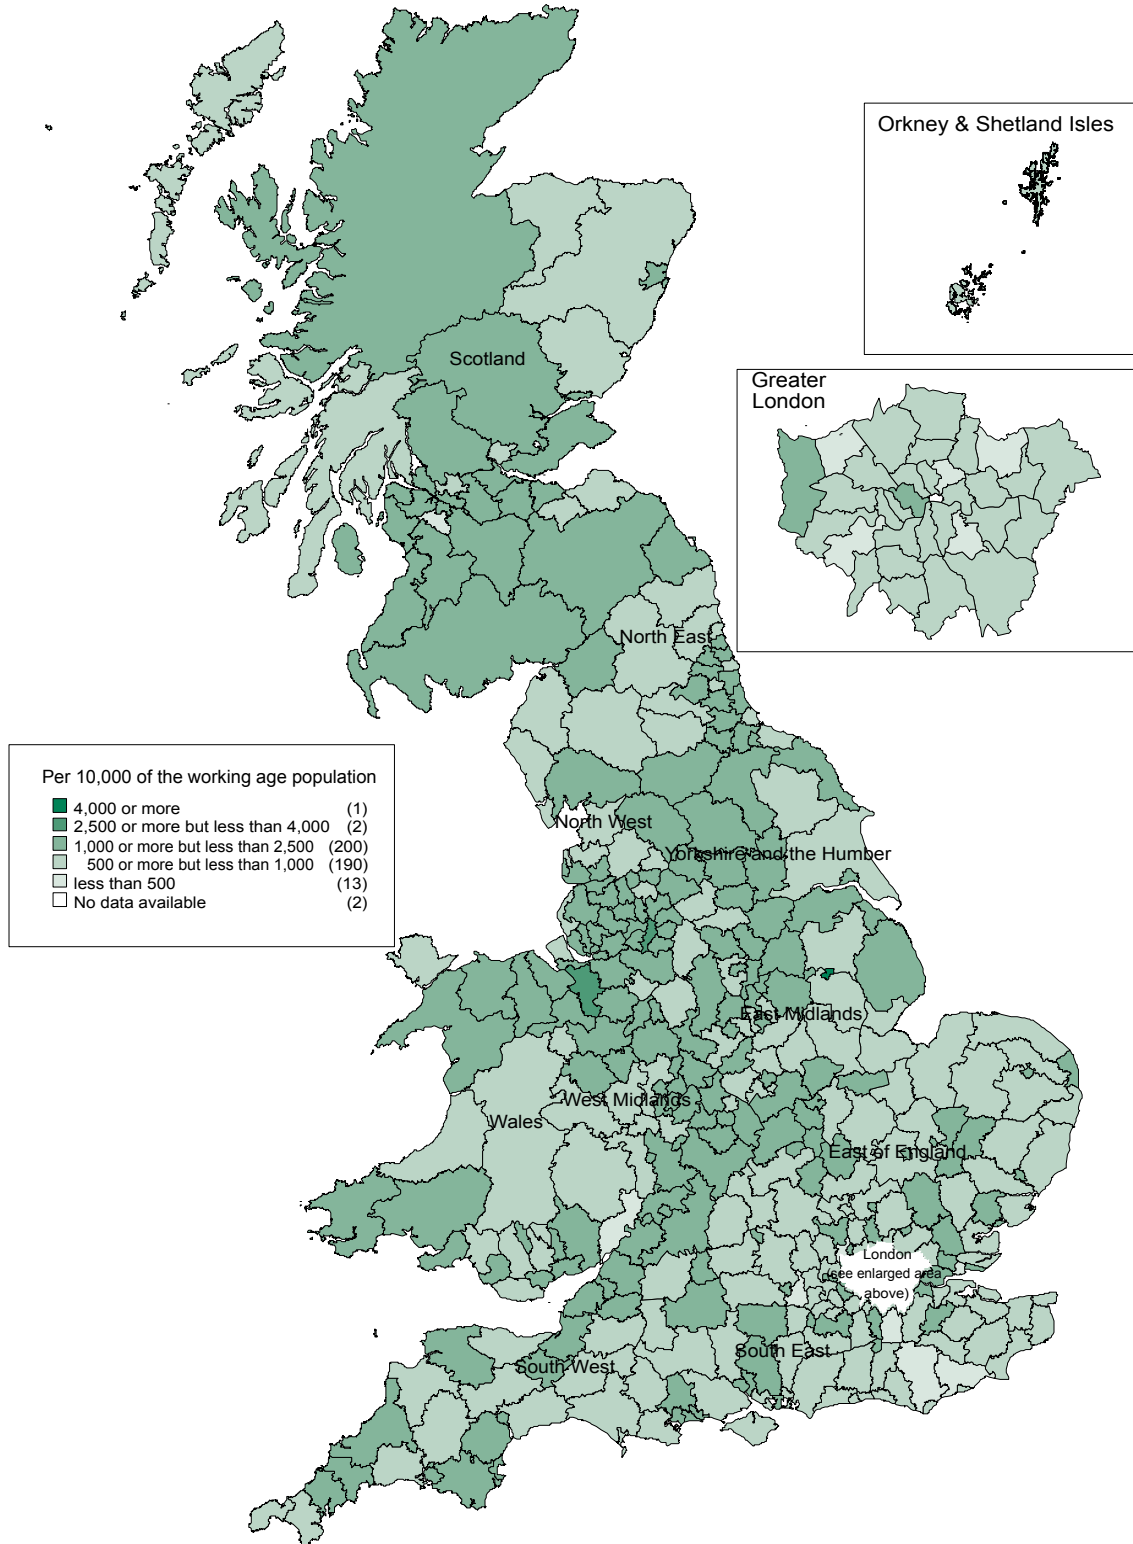 Orkney & Shetland Isles
Greater
London
Scotland
North East
Per 10,000 of the working age population
4,000 or more (1)
2,500 or more but less than 4,000 (2)
1,000 or more but less than 2,500 (200)
500 or more but less than 1,000 (190)
less than 500 (13)
No data available (2)
North West
Yorkshire and the Humber
East Midlands
West Midlands
Wales
East of England
London
(see enlarged area
above)
South East
South West